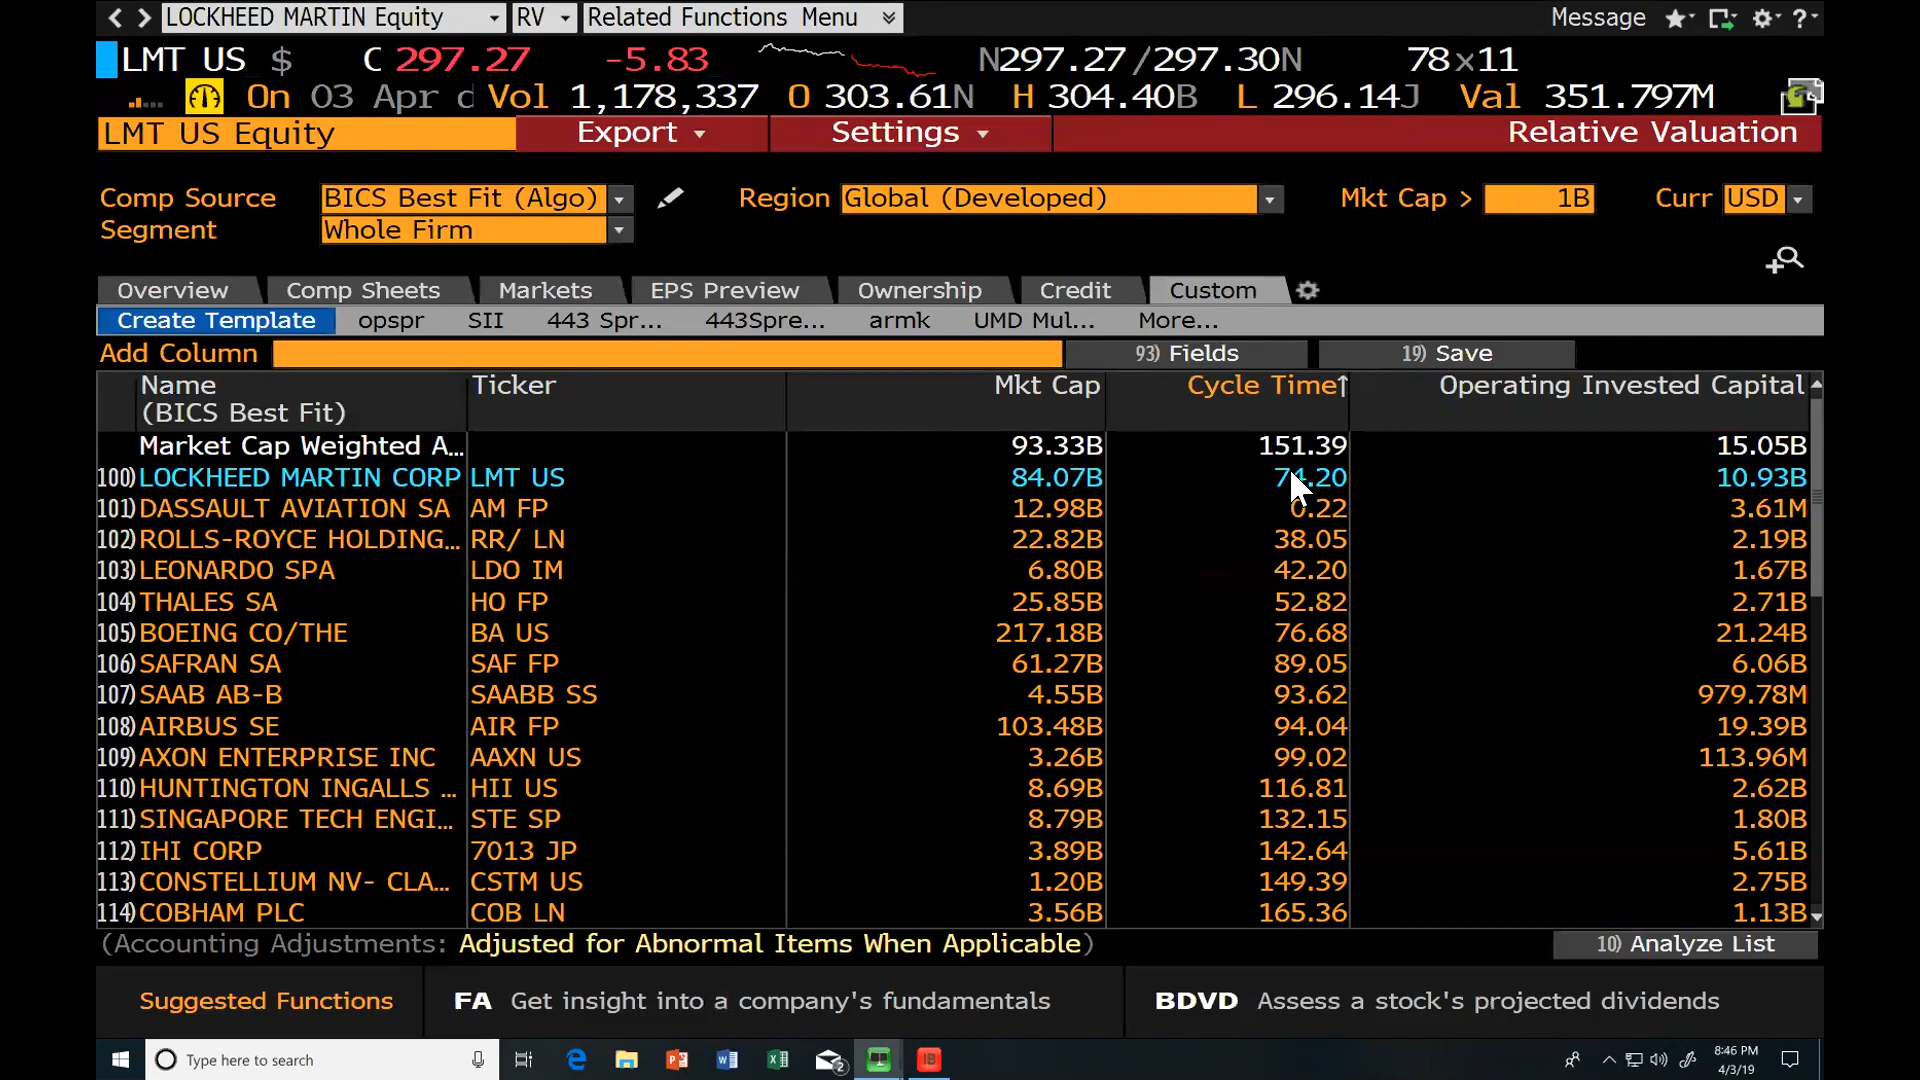 LOCKHEED MARTIN Equity RV Related Functions Menu Message ?
LMT US $ C 297.27 -5.83 N297.27 /297.30N 78x11
On 03 Apr d Vol 1,178,337 O 303.61N H 304.40B L 296.14J Val 351.797M
LMT US Equity Export Settings Relative Valuation
Comp Source BICS Best Fit (Algo) Region Global (Developed) Mkt Cap > 1B Curr USD
Segment Whole Firm
Overview Comp Sheets Markets EPS Preview Ownership Credit Custom
Create Template opspr SII 443 Spr... 443Spre... armk UMD Mul... More...
Add Column 93) Fields 19) Save
Name Ticker Mkt Cap Cycle Time↑ Operating Invested Capital
(BICS Best Fit)
Market Cap Weighted A... 93.33B 151.39 15.05B
100) LOCKHEED MARTIN CORP LMT US 84.07B 74.20 10.93B
101) DASSAULT AVIATION SA AM FP 12.98B 0.22 3.61M
102) ROLLS-ROYCE HOLDING... RR/ LN 22.82B 38.05 2.19B
103) LEONARDO SPA LDO IM 6.80B 42.20 1.67B
104) THALES SA HO FP 25.85B 52.82 2.71B
105) BOEING CO/THE BA US 217.18B 76.68 21.24B
106) SAFRAN SA SAF FP 61.27B 89.05 6.06B
107) SAAB AB-B SAABB SS 4.55B 93.62 979.78M
108) AIRBUS SE AIR FP 103.48B 94.04 19.39B
109) AXON ENTERPRISE INC AAXN US 3.26B 99.02 113.96M
110) HUNTINGTON INGALLS ... HII US 8.69B 116.81 2.62B
111) SINGAPORE TECH ENGI... STE SP 8.79B 132.15 1.80B
112) IHI CORP 7013 JP 3.89B 142.64 5.61B
113) CONSTELLIUM NV- CLA... CSTM US 1.20B 149.39 2.75B
114) COBHAM PLC COB LN 3.56B 165.36 1.13B
(Accounting Adjustments: Adjusted for Abnormal Items When Applicable) 10) Analyze List
Suggested Functions FA Get insight into a company's fundamentals BDVD Assess a stock's projected dividends
Type here to search 2 IB 8:46 PM
4/3/19